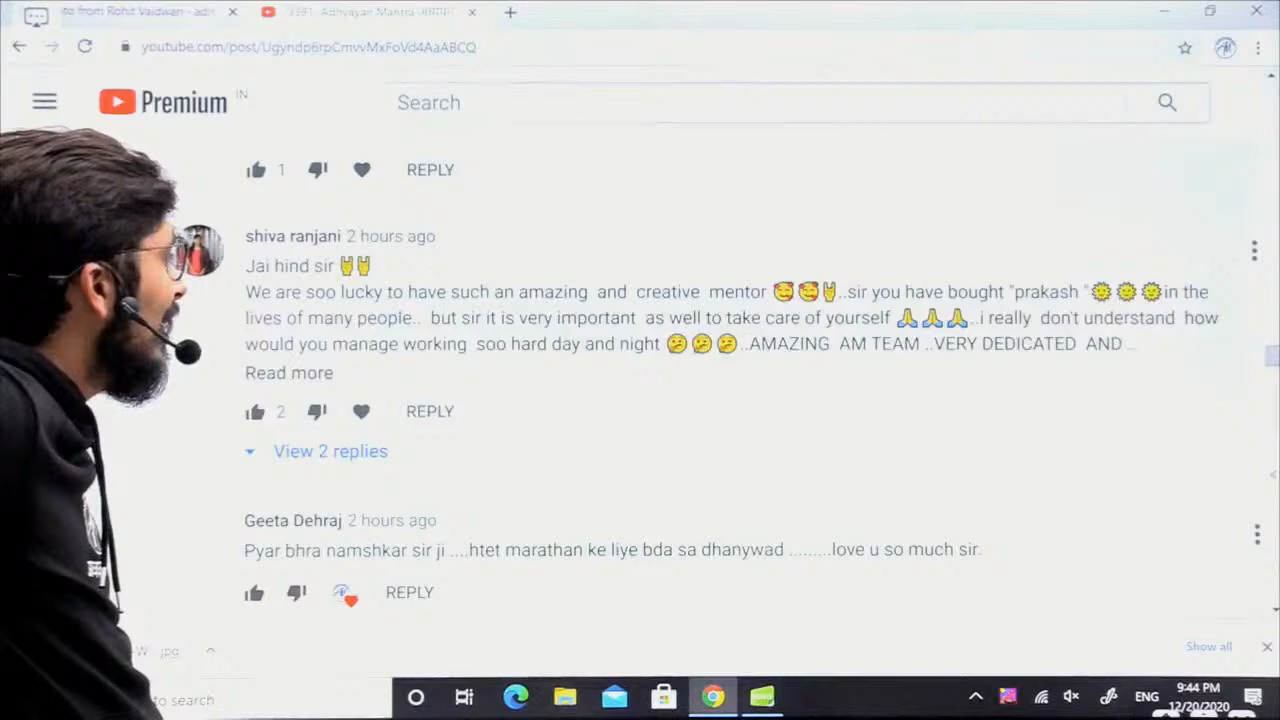 to from Rohit Vaidwan - adm
(139). Adhyayan Mantra
youtube.com/post/Ugyndp6rpCmvvMxFoVd4AaABCQ
Premium IN
Search
1 REPLY
shiva ranjani 2 hours ago
Jai hind sir 🤘🤘
We are soo lucky to have such an amazing and creative mentor 🥰🥰🤘..sir you have bought "prakash "🌞🌞🌞in the
lives of many people.. but sir it is very important as well to take care of yourself 🙏🙏🙏..i really don't understand how
would you manage working soo hard day and night 🫤🫤🫤..AMAZING AM TEAM ..VERY DEDICATED AND ..
Read more
2 REPLY
View 2 replies
Geeta Dehraj 2 hours ago
Pyar bhra namshkar sir ji ....htet marathan ke liye bda sa dhanywad ........love u so much sir.
REPLY
W .jpg
Show all
to search
ENG
9:44 PM
12/20/2020